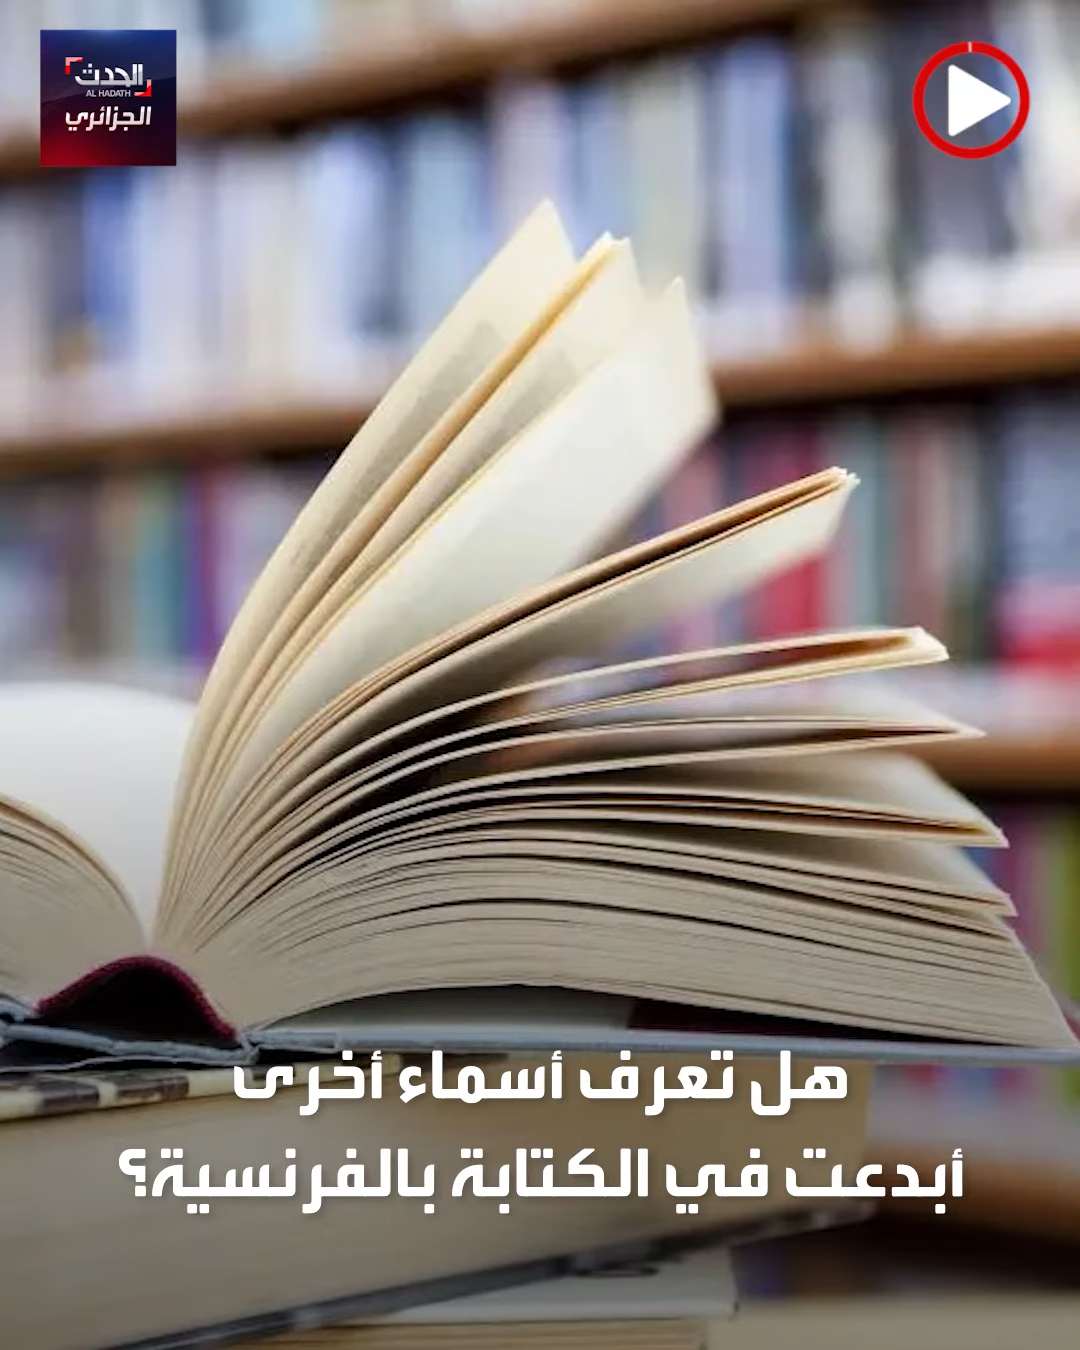 الحدث
AL HADATH
الجزائري
هل تعرف أسماء أخرى
أبدعت في الكتابة بالفرنسية؟